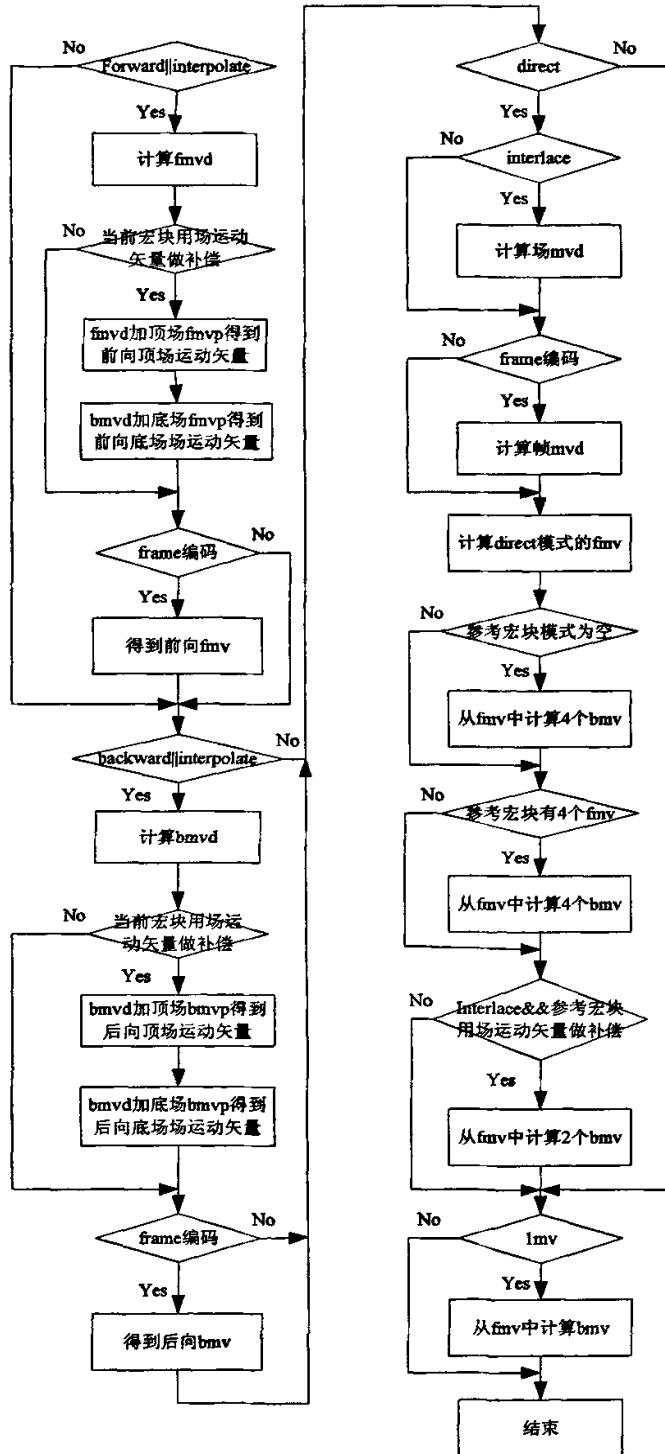 No
Forward||interpolate
Yes
计算fmvd
No
当前宏块用场运动
矢量做补偿
Yes
fmvd加顶场fmvp得到
前向顶场运动矢量
bmvd加底场fmvp得到
前向底场场运动矢量
frame编码
No
Yes
得到前向fmv
backward||interpolate
No
Yes
计算bmvd
No
当前宏块用场运
动矢量做补偿
Yes
bmvd加顶场bmvp得到
后向顶场运动矢量
bmvd加底场bmvp得到
后向底场场运动矢量
frame编码
No
Yes
得到后向bmv
direct
No
Yes
No
interlace
Yes
计算场mvd
No
frame编码
Yes
计算帧mvd
计算direct模式的fmv
No
参考宏块模式为空
Yes
从fmv中计算4个bmv
No
参考宏块有4个fmv
Yes
从fmv中计算4个bmv
No
Interlace&&参考宏块
用场运动矢量做补偿
Yes
从fmv中计算2个bmv
No
1mv
Yes
从fmv中计算bmv
结束